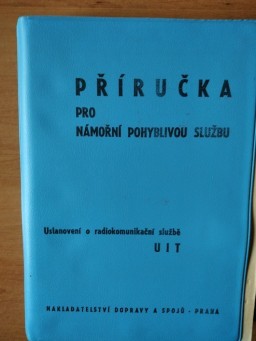 PŘÍRUČKA
PRO
NÁMOŘNÍ POHYBLIVOU SLUŽBU
Ustanovení o radiokomunikační službě
UIT
NAKLADATELSTVÍ DOPRAVY A SPOJŮ - PRAHA